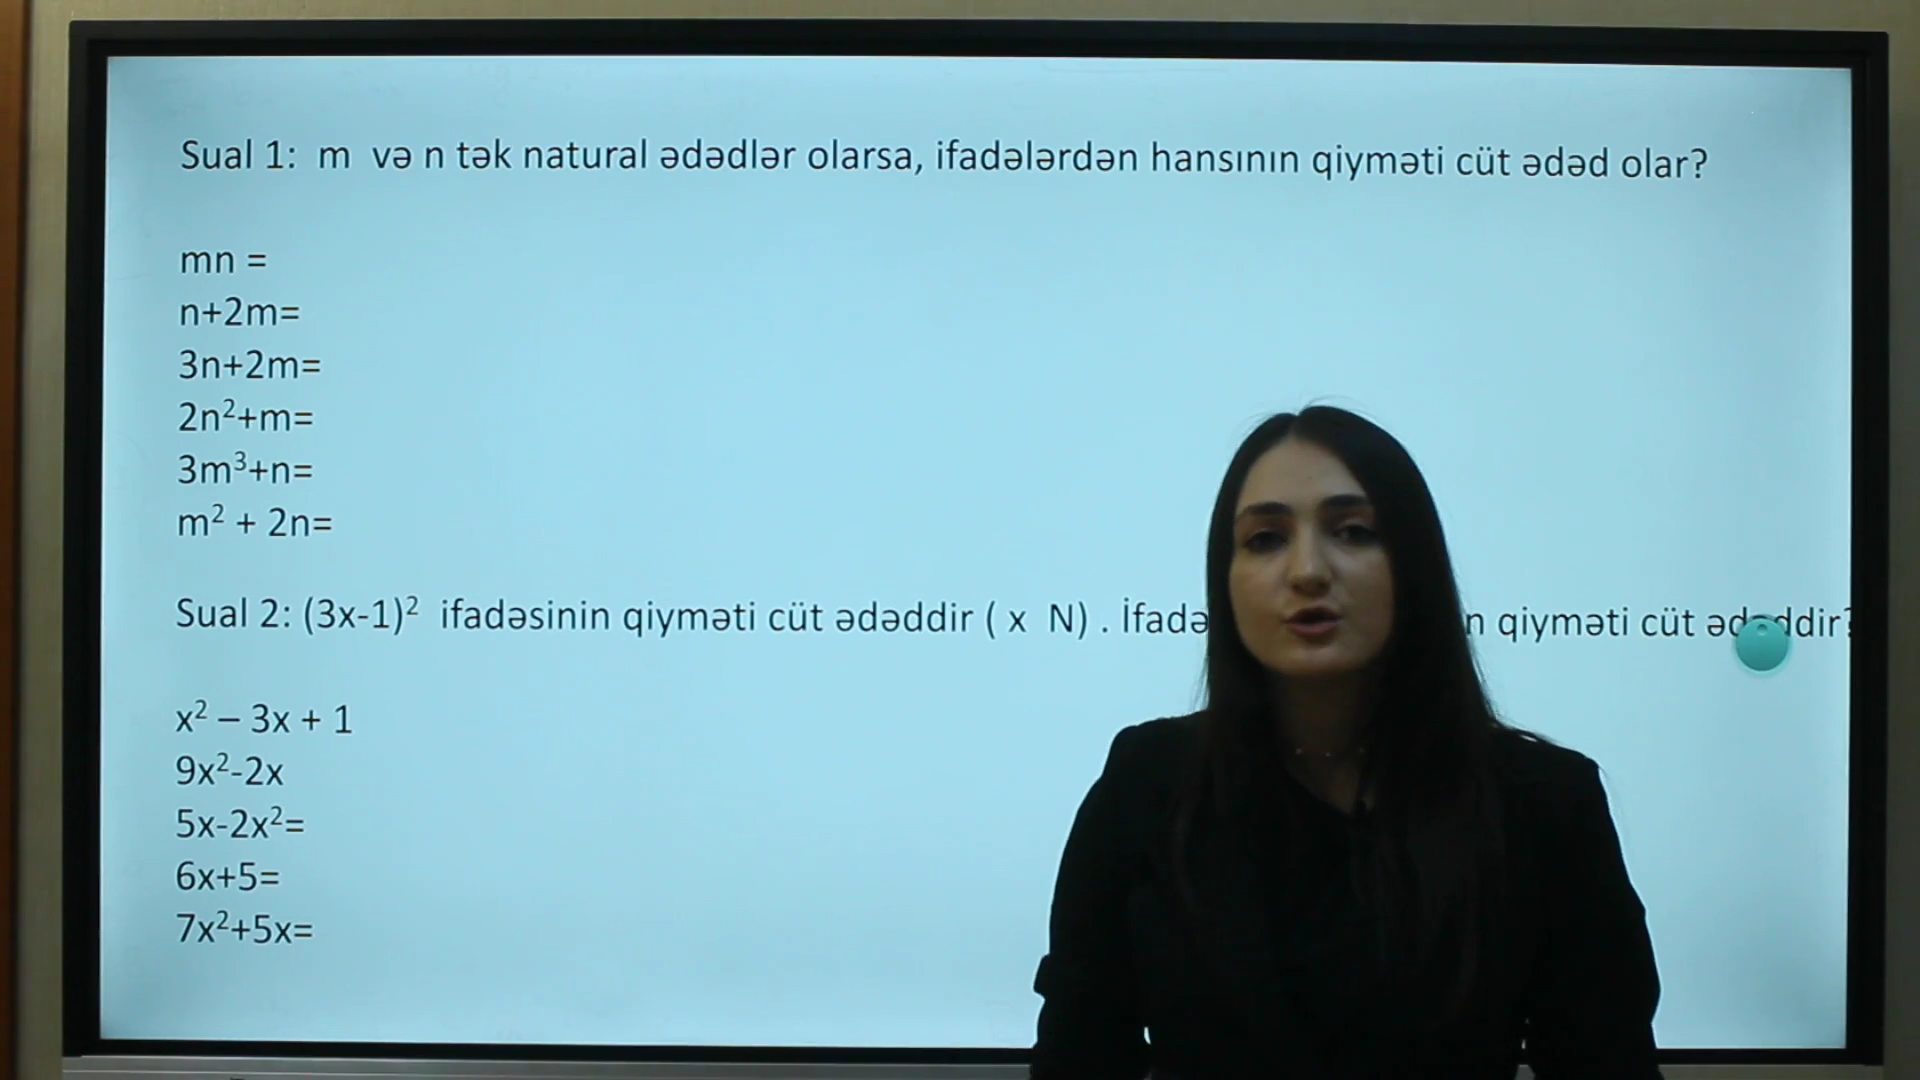 Sual 1: m və n tək natural ədədlər olarsa, ifadələrdən hansının qiyməti cüt ədəd olar?
mn =
n+2m=
3n+2m=
2n²+m=
3m³+n=
m² + 2n=
Sual 2: (3x-1)² ifadəsinin qiyməti cüt ədəddir ( x N) . qiyməti cüt
x² – 3x + 1
9x²-2x
5x-2x²=
6x+5=
7x²+5x=